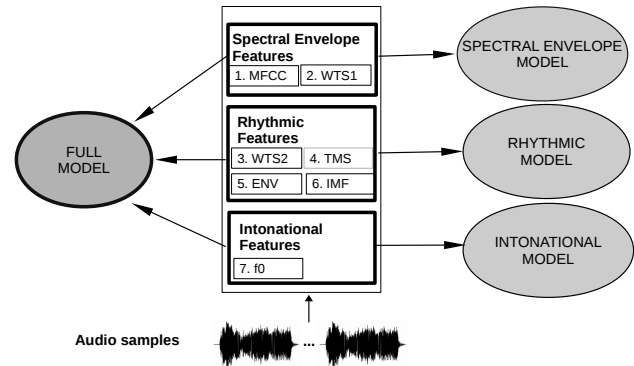 Spectral Envelope
Features
1. MFCC
2. WTS1
Rhythmic
Features
3. WTS2
4. TMS
5. ENV
6. IMF
Intonational
Features
7. f0
FULL
MODEL
SPECTRAL ENVELOPE
MODEL
RHYTHMIC
MODEL
INTONATIONAL
MODEL
Audio samples
...